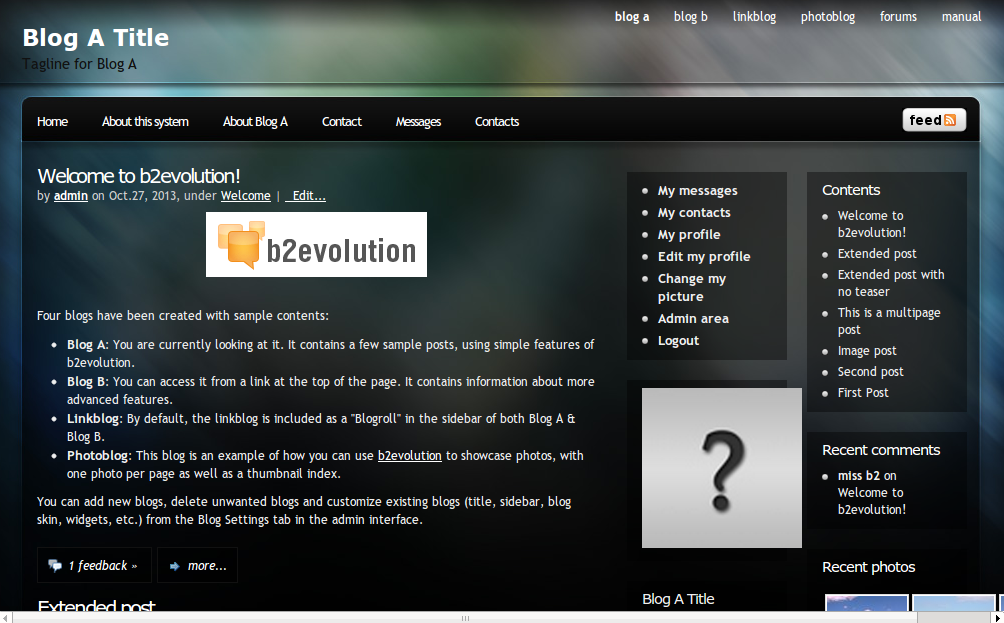 blog a blog b linkblog photoblog forums manual
Blog A Title
Tagline for Blog A
Home About this system About Blog A Contact Messages Contacts
feed
Welcome to b2evolution!
by admin on Oct.27, 2013, under Welcome | Edit...
b2evolution
Four blogs have been created with sample contents:
Blog A: You are currently looking at it. It contains a few sample posts, using simple features of
b2evolution.
Blog B: You can access it from a link at the top of the page. It contains information about more
advanced features.
Linkblog: By default, the linkblog is included as a "Blogroll" in the sidebar of both Blog A &
Blog B.
Photoblog: This blog is an example of how you can use b2evolution to showcase photos, with
one photo per page as well as a thumbnail index.
You can add new blogs, delete unwanted blogs and customize existing blogs (title, sidebar, blog
skin, widgets, etc.) from the Blog Settings tab in the admin interface.
1 feedback »
more...
Extended post
My messages
My contacts
My profile
Edit my profile
Change my
picture
Admin area
Logout
?
Blog A Title
Contents
Welcome to
b2evolution!
Extended post
Extended post with
no teaser
This is a multipage
post
Image post
Second post
First Post
Recent comments
miss b2 on
Welcome to
b2evolution!
Recent photos